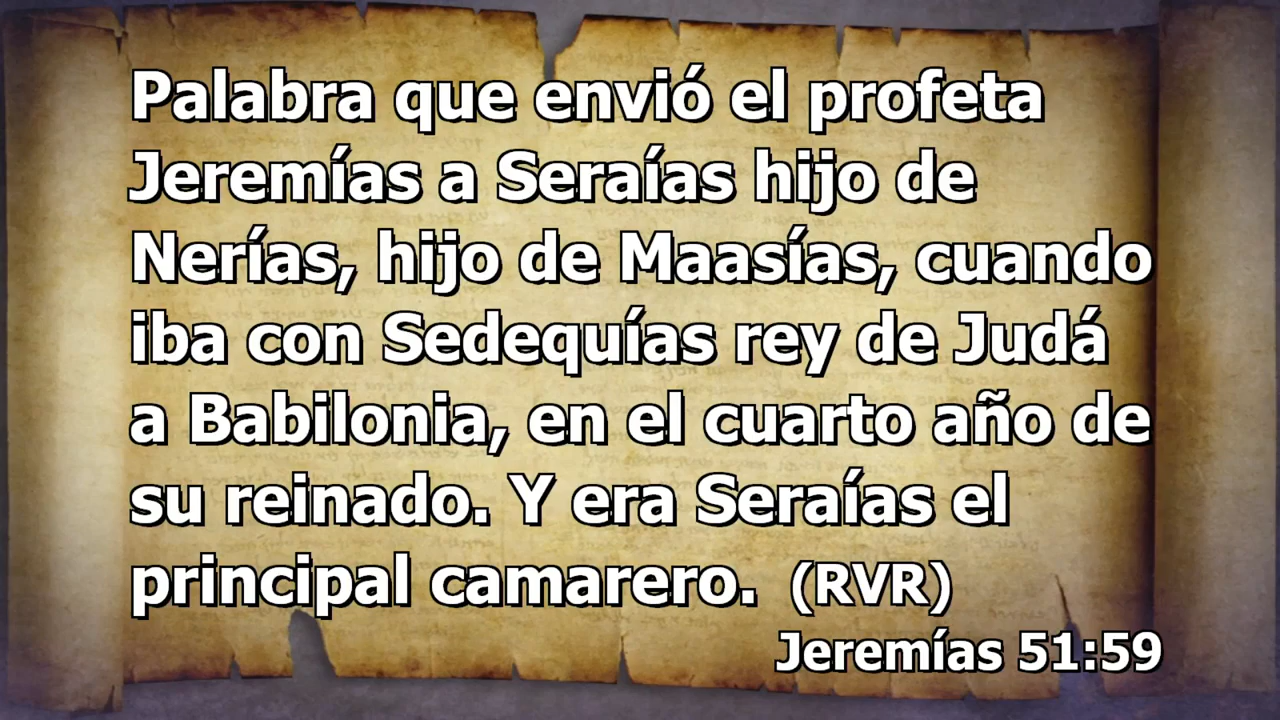 Palabra que envió el profeta
Jeremías a Seraías hijo de
Nerías, hijo de Maasías, cuando
iba con Sedequías rey de Judá
a Babilonia, en el cuarto año de
su reinado. Y era Seraías el
principal camarero. (RVR)
Jeremías 51:59